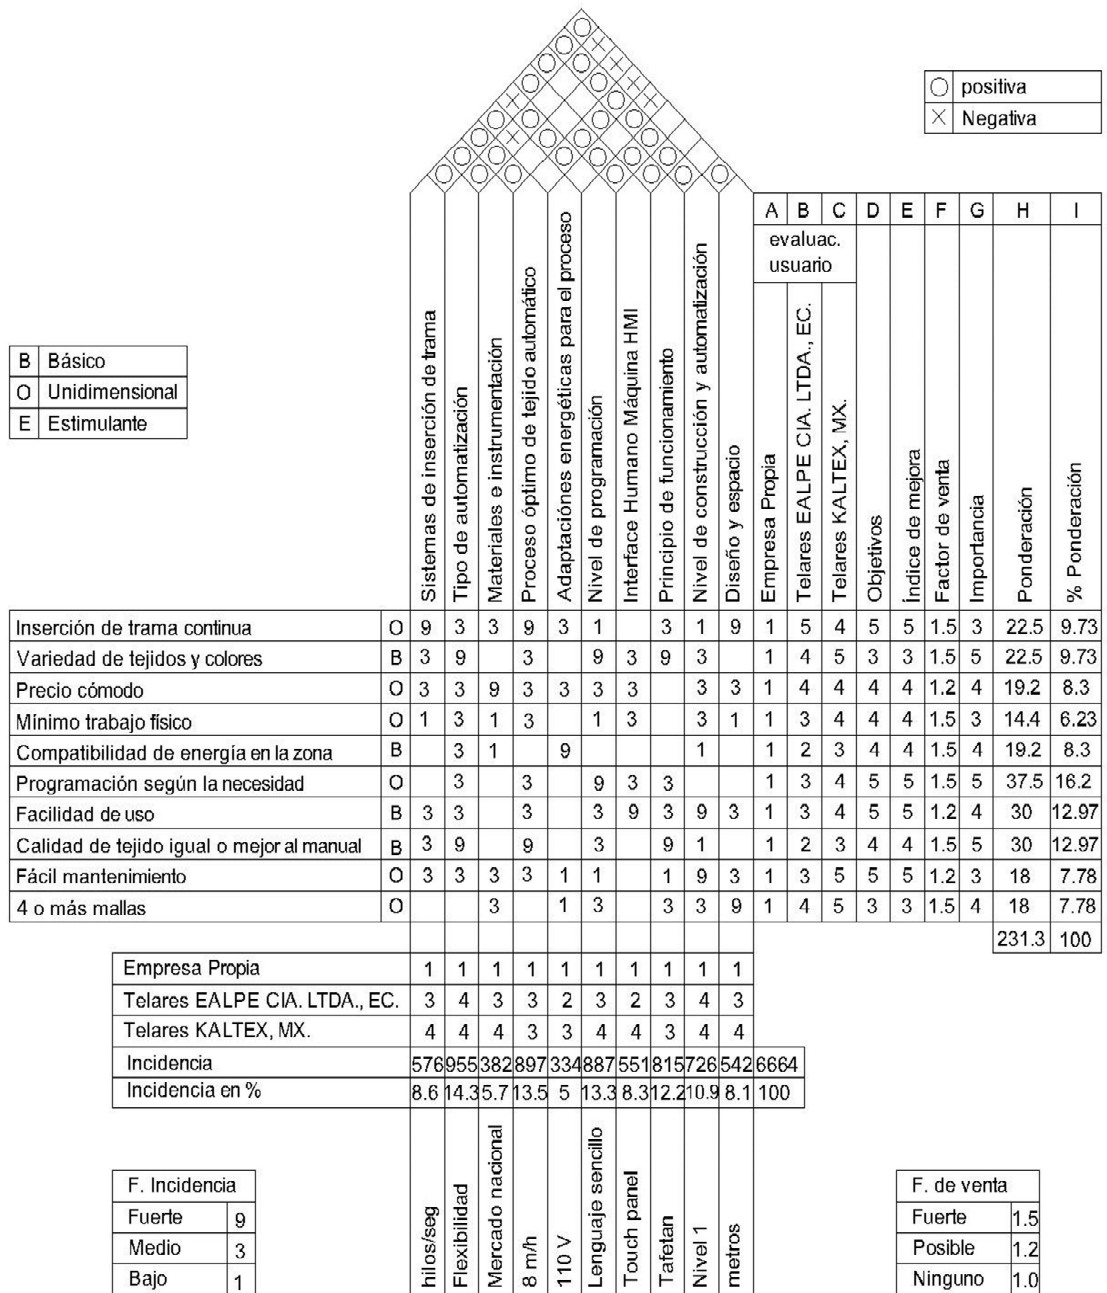 ○ positiva
× Negativa
B Básico
O Unidimensional
E Estimulante
Sistemas de inserción de trama
Tipo de automatización
Materiales e instrumentación
Proceso óptimo de tejido automático
Adaptaciónes energéticas para el proceso
Nivel de programación
Interface Humano Máquina HMI
Principio de funcionamiento
Nivel de construcción y automatización
Diseño y espacio
A B C D E F G H I
evaluac.
usuario
Empresa Propia
Telares EALPE CIA. LTDA., EC.
Telares KALTEX, MX.
Objetivos
Índice de mejora
Factor de venta
Importancia
Ponderación
% Ponderación
Inserción de trama continua O 9 3 3 9 3 1 3 1 9 1 5 4 5 5 1.5 3 22.5 9.73
Variedad de tejidos y colores B 3 9 3 9 3 9 3 1 4 5 3 3 1.5 5 22.5 9.73
Precio cómodo O 3 3 9 3 3 3 3 3 3 1 4 4 4 4 1.2 4 19.2 8.3
Mínimo trabajo físico O 1 3 1 3 1 3 3 1 1 3 4 4 4 1.5 3 14.4 6.23
Compatibilidad de energía en la zona B 3 1 9 1 1 2 3 4 4 1.5 4 19.2 8.3
Programación según la necesidad O 3 3 9 3 3 1 3 4 5 5 1.5 5 37.5 16.2
Facilidad de uso B 3 3 3 3 9 3 9 3 1 3 4 5 5 1.2 4 30 12.97
Calidad de tejido igual o mejor al manual B 3 9 9 3 9 1 1 2 3 4 4 1.5 5 30 12.97
Fácil mantenimiento O 3 3 3 3 1 1 1 9 3 1 3 5 5 5 1.2 3 18 7.78
4 o más mallas O 3 1 3 3 3 9 1 4 5 3 3 1.5 4 18 7.78
231.3 100
Empresa Propia 1 1 1 1 1 1 1 1 1 1
Telares EALPE CIA. LTDA., EC. 3 4 3 3 2 3 2 3 4 3
Telares KALTEX, MX. 4 4 4 3 3 4 4 3 4 4
Incidencia 576 955 382 897 334 887 551 815 726 542 6664
Incidencia en % 8.6 14.3 5.7 13.5 5 13.3 8.3 12.2 10.9 8.1 100
hilos/seg
Flexibilidad
Mercado nacional
8 m/h
110 V
Lenguaje sencillo
Touch panel
Tafetan
Nivel 1
metros
F. Incidencia
Fuerte 9
Medio 3
Bajo 1
F. de venta
Fuerte 1.5
Posible 1.2
Ninguno 1.0